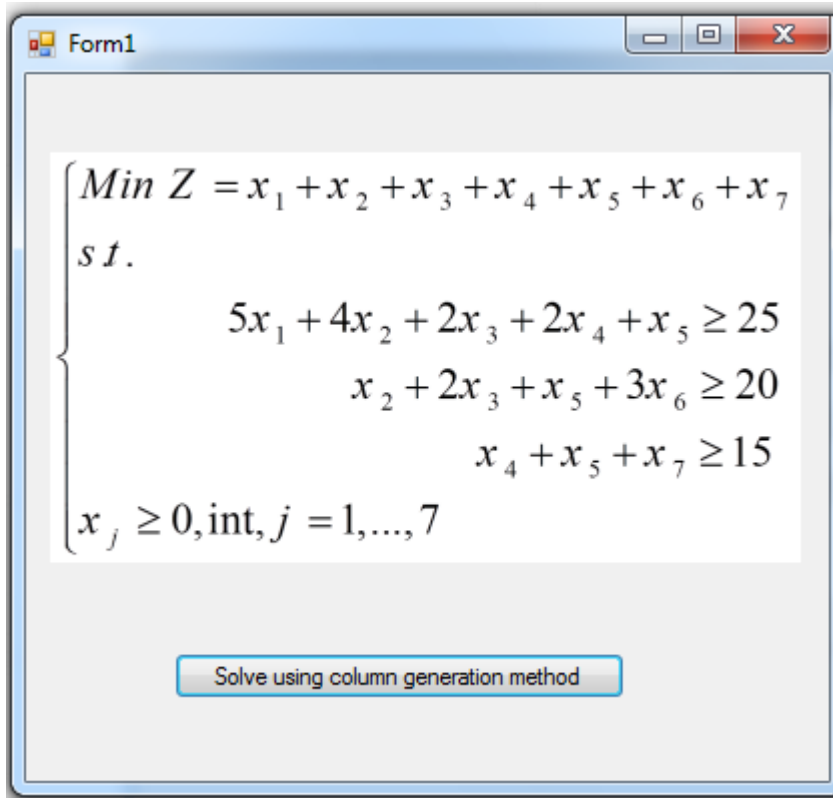 Form1
Min Z = x₁ + x₂ + x₃ + x₄ + x₅ + x₆ + x₇
st.
5x₁ + 4x₂ + 2x₃ + 2x₄ + x₅ ≥ 25
x₂ + 2x₃ + x₅ + 3x₆ ≥ 20
x₄ + x₅ + x₇ ≥ 15
xⱼ ≥ 0, int, j = 1,...,7
Solve using column generation method